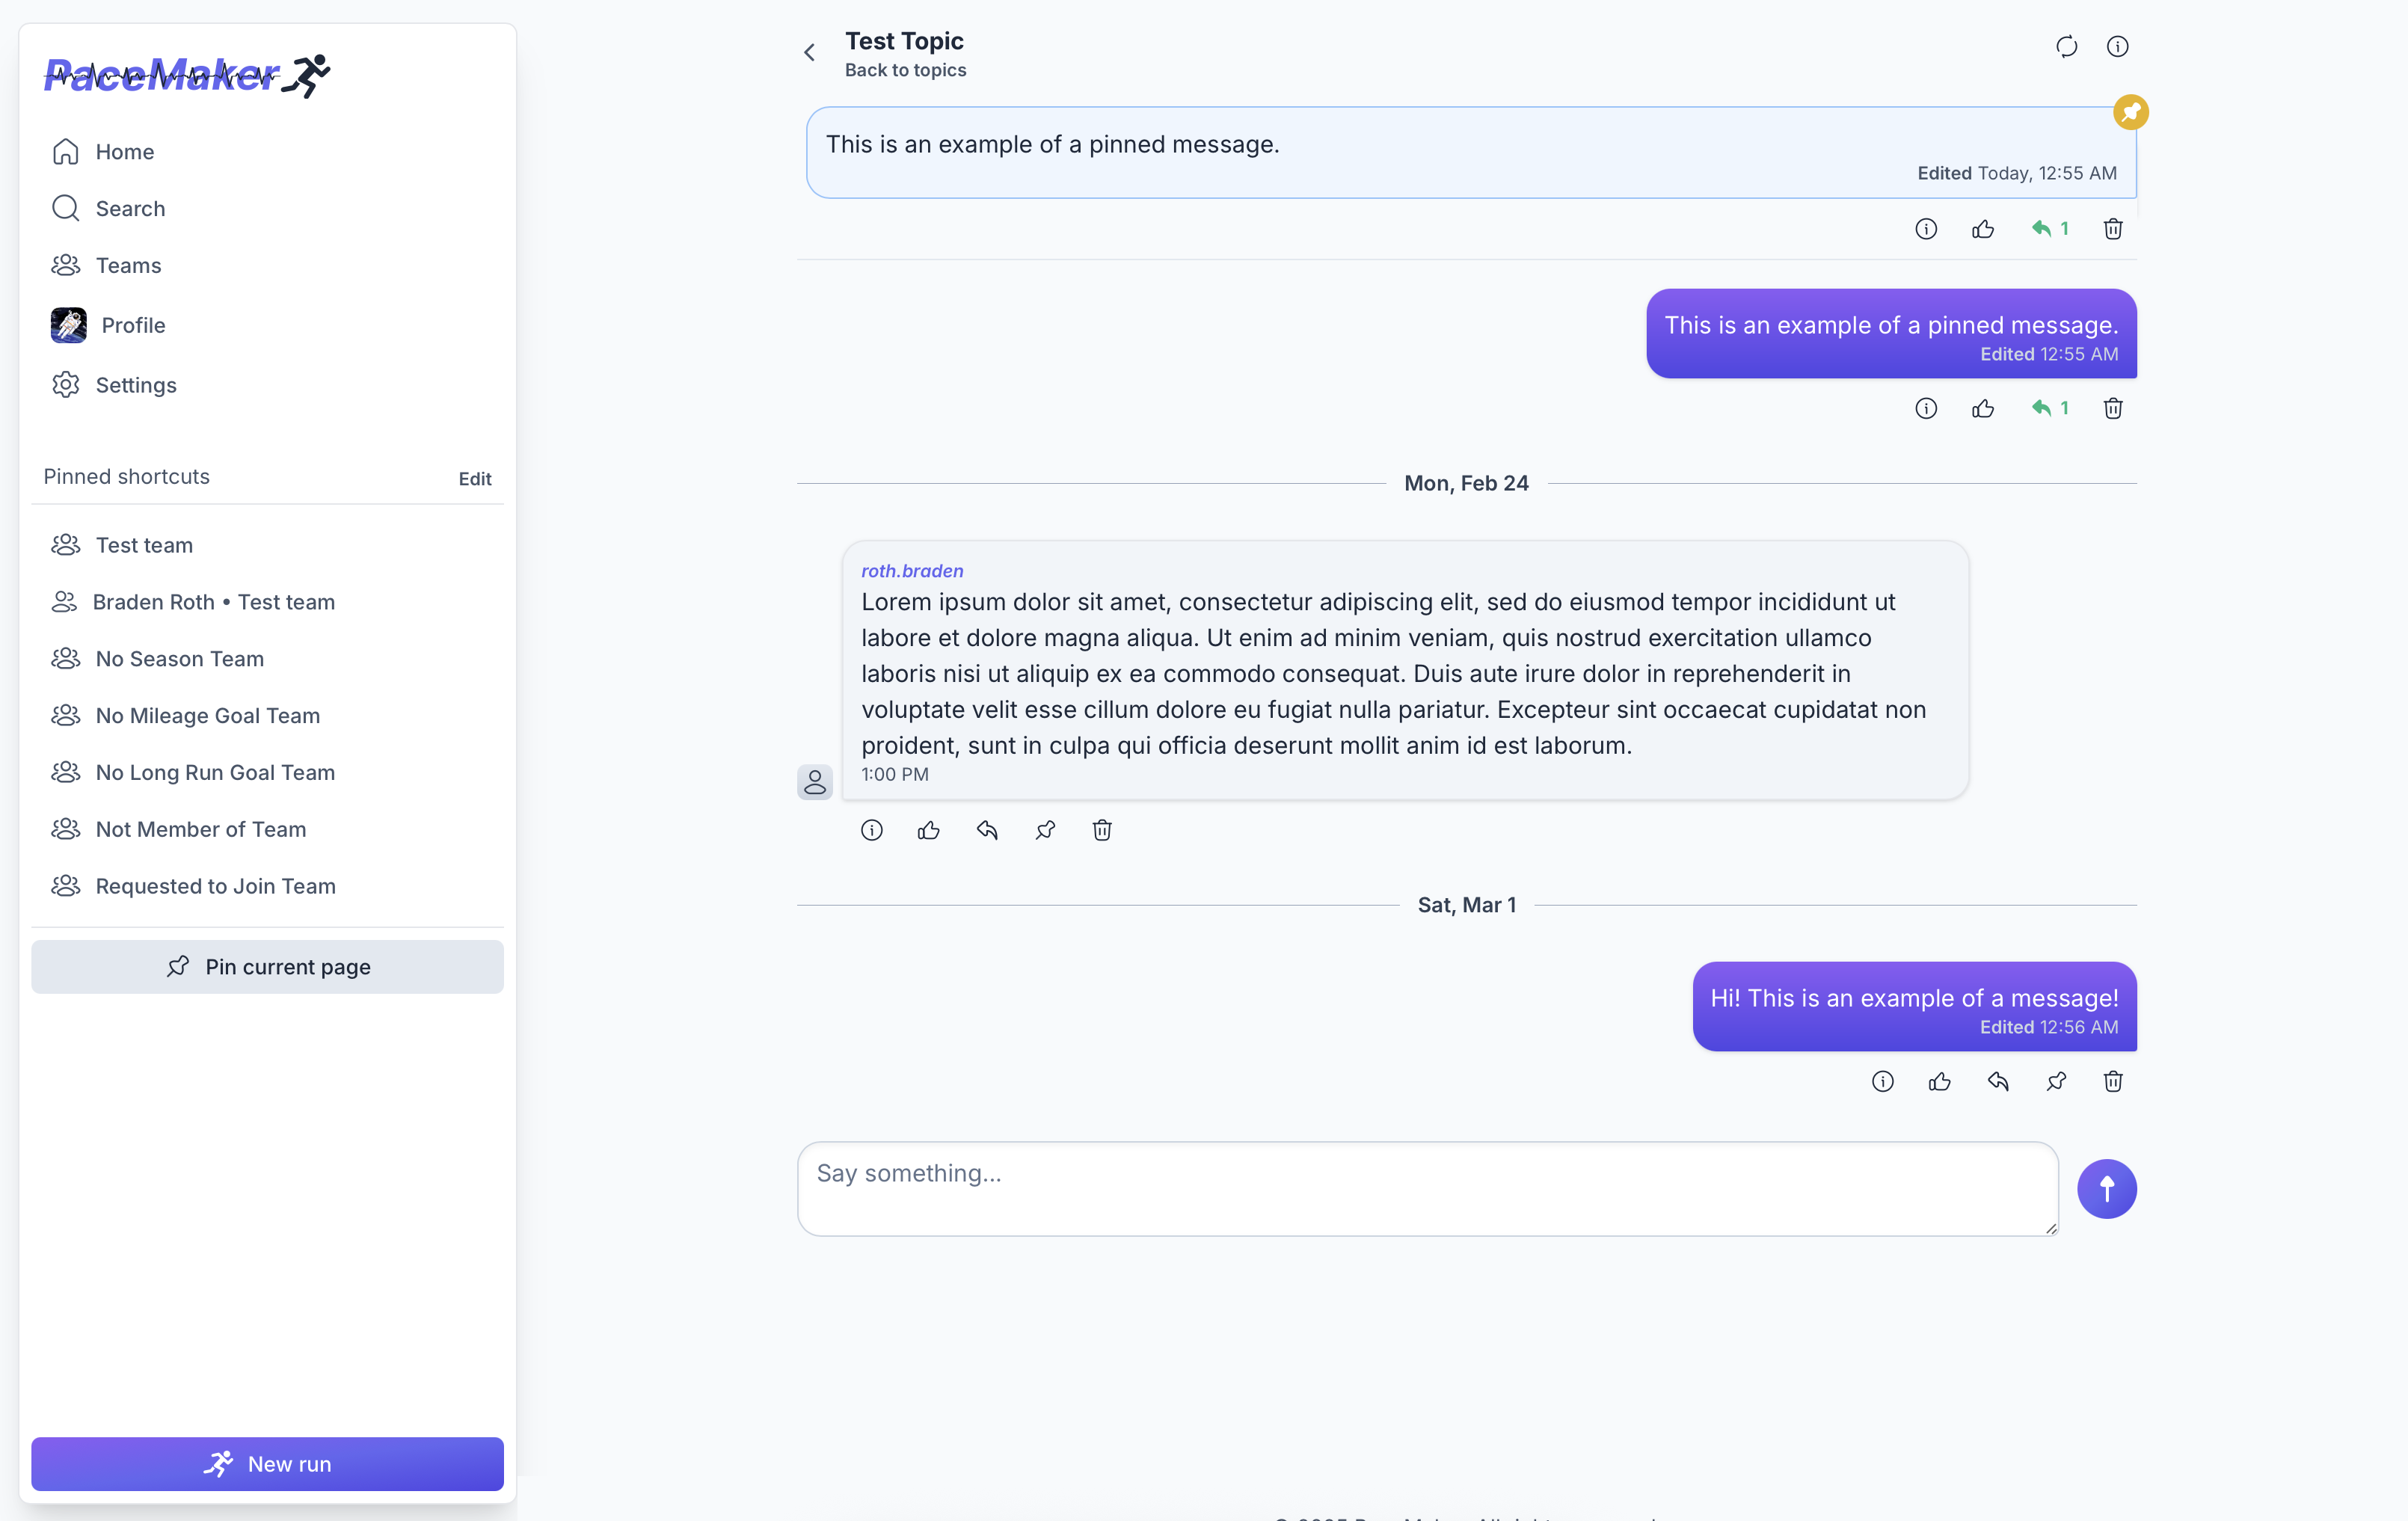 PaceMaker
Home
Search
Teams
Profile
Settings
Pinned shortcuts
Edit
Test team
Braden Roth • Test team
No Season Team
No Mileage Goal Team
No Long Run Goal Team
Not Member of Team
Requested to Join Team
Pin current page
New run
Test Topic
Back to topics
This is an example of a pinned message.
Edited Today, 12:55 AM
1
This is an example of a pinned message.
Edited 12:55 AM
1
Mon, Feb 24
roth.braden
Lorem ipsum dolor sit amet, consectetur adipiscing elit, sed do eiusmod tempor incididunt ut
labore et dolore magna aliqua. Ut enim ad minim veniam, quis nostrud exercitation ullamco
laboris nisi ut aliquip ex ea commodo consequat. Duis aute irure dolor in reprehenderit in
voluptate velit esse cillum dolore eu fugiat nulla pariatur. Excepteur sint occaecat cupidatat non
proident, sunt in culpa qui officia deserunt mollit anim id est laborum.
1:00 PM
Sat, Mar 1
Hi! This is an example of a message!
Edited 12:56 AM
Say something...